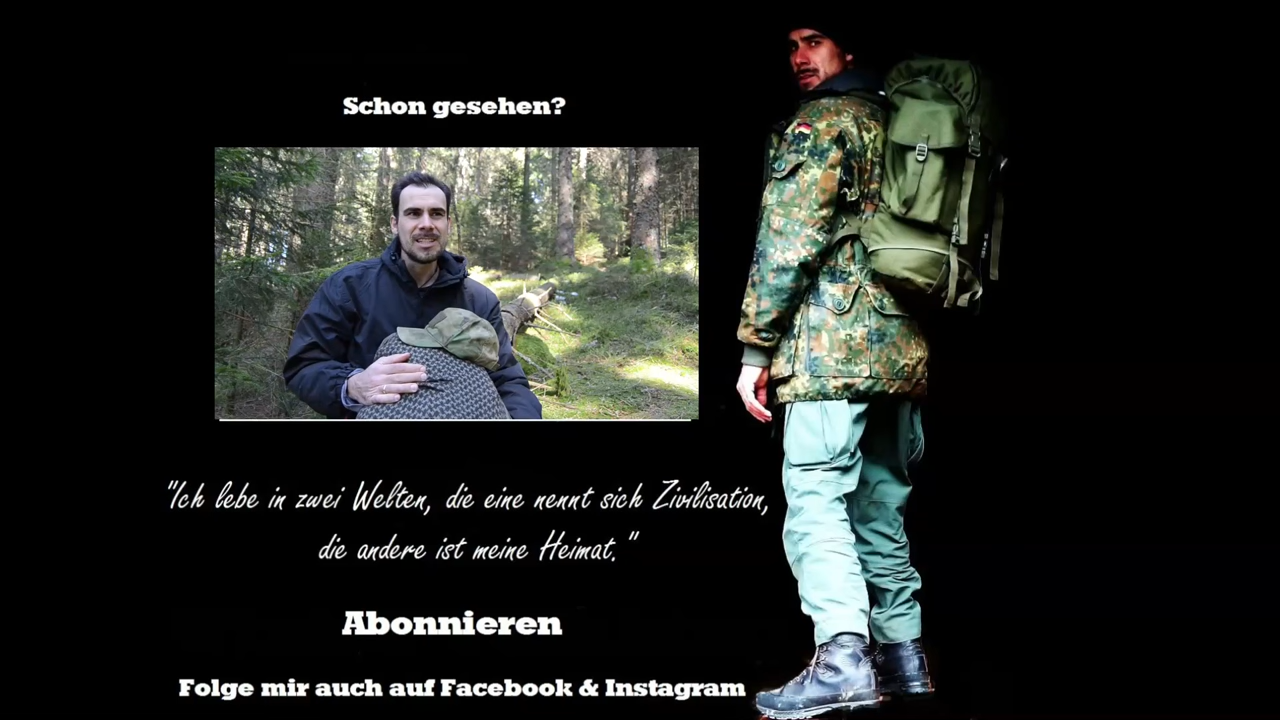 Schon gesehen?
"Ich lebe in zwei Welten, die eine nennt sich Zivilisation,
die andere ist meine Heimat."
Abonnieren
Folge mir auch auf Facebook & Instagram